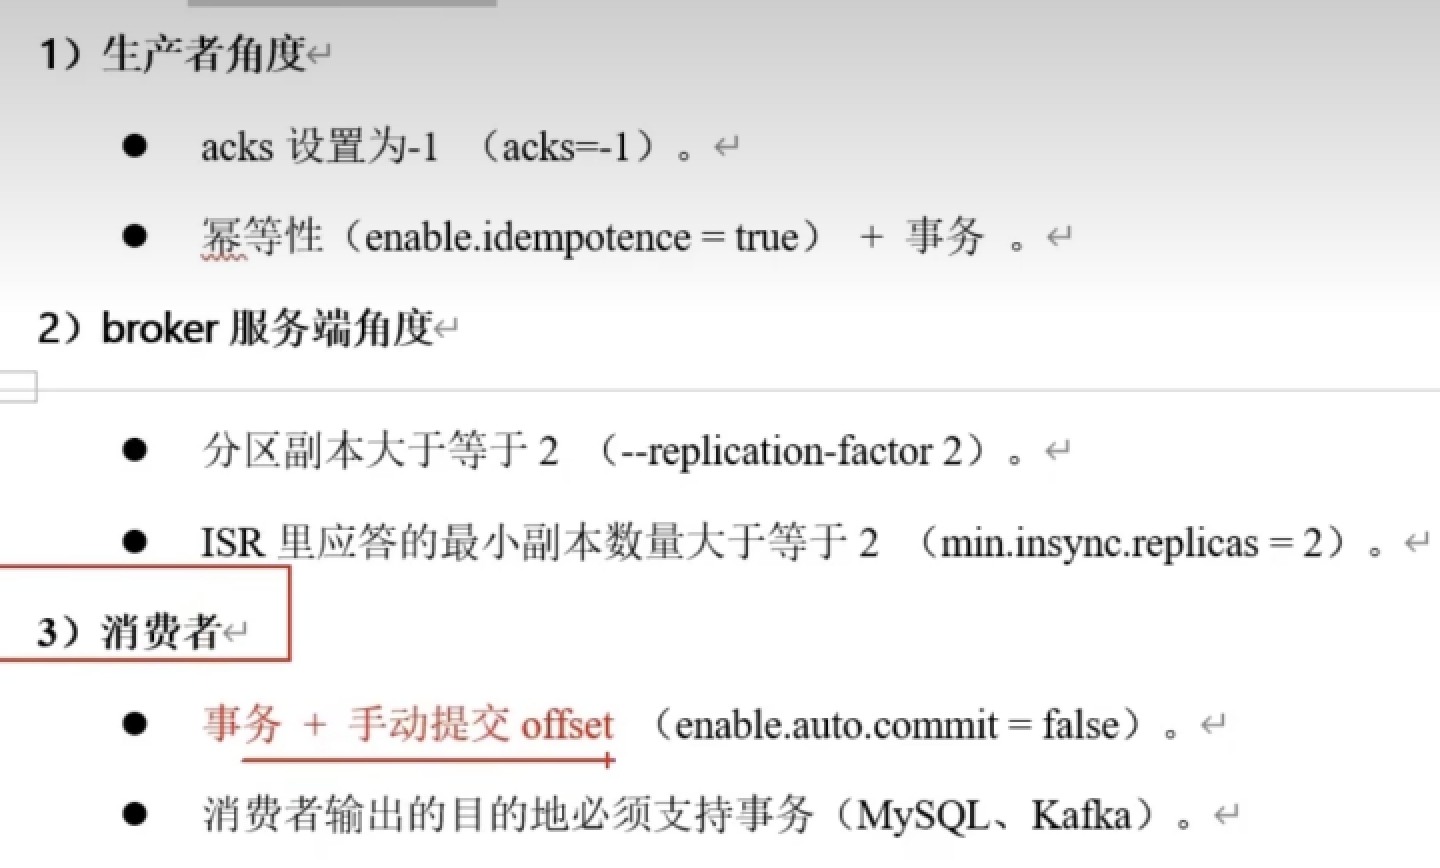 1）生产者角度
● acks 设置为-1 （acks=-1）。
● 幂等性（enable.idempotence = true） + 事务 。
2）broker 服务端角度
● 分区副本大于等于 2 （--replication-factor 2）。
● ISR 里应答的最小副本数量大于等于 2 （min.insync.replicas = 2）。
3）消费者
● 事务 + 手动提交 offset （enable.auto.commit = false）。
● 消费者输出的目的地必须支持事务（MySQL、Kafka）。